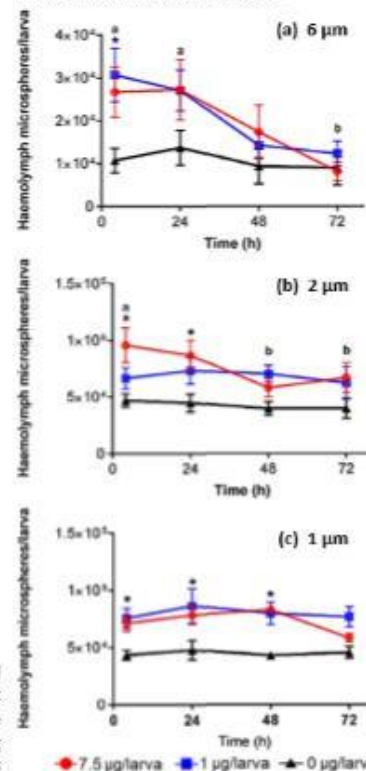 Haemolymph microspheres/larva
(a) 6 µm
4×10⁴
3×10⁴
2×10⁴
1×10⁴
0
a
*
a
b
0 24 48 72
Time (h)
Haemolymph microspheres/larva
(b) 2 µm
1.5×10⁵
1×10⁵
5×10⁴
0
a
*
*
b
b
0 24 48 72
Time (h)
Haemolymph microspheres/larva
(c) 1 µm
1.5×10⁵
1×10⁵
5×10⁴
0
*
*
*
0 24 48 72
Time (h)
7.5 µg/larva 1 µg/larva 0 µg/larva